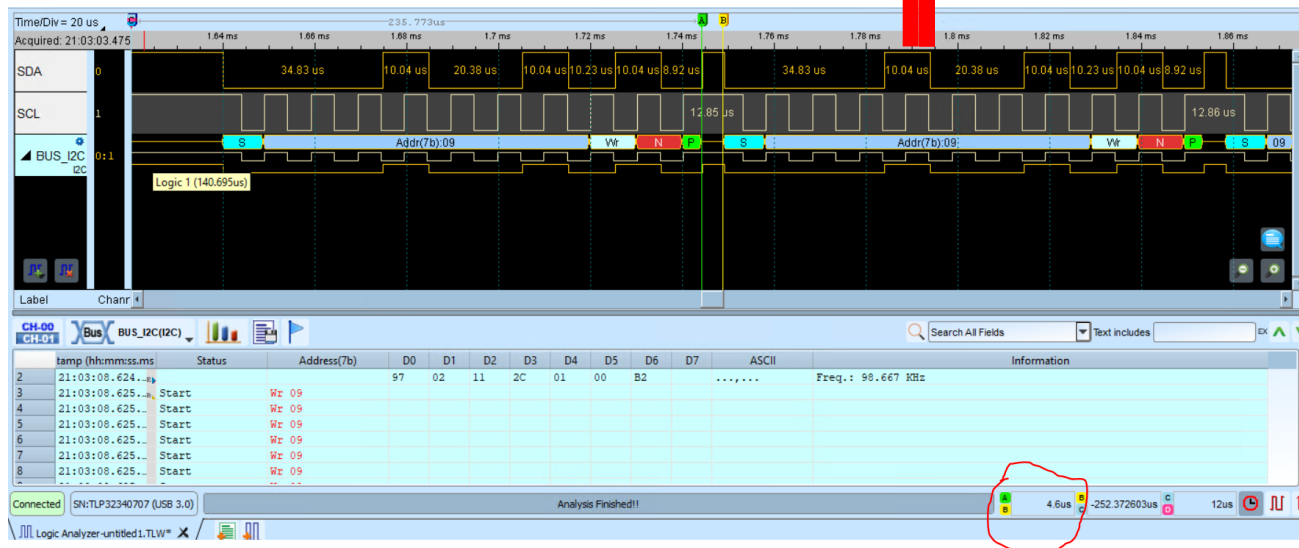 Time/Div = 20 us C 235.773us A B
Acquired: 21:03:03.475 1.64 ms 1.66 ms 1.68 ms 1.7 ms 1.72 ms 1.74 ms 1.76 ms 1.78 ms 1.8 ms 1.82 ms 1.84 ms 1.86 ms
SDA 0 34.83 us 10.04 us 20.38 us 10.04 us 10.23 us 10.04 us 8.92 us 34.83 us 10.04 us 20.38 us 10.04 us 10.23 us 10.04 us 8.92 us
SCL 1 12.85 us 12.86 us
S Addr(7b):09 Wr N P S Addr(7b):09 Wr N P S 09
BUS_I2C 0:1
I2C
Logic 1 (140.695us)
Label Chanr
CH-00
CH-01 Bus BUS_I2C(I2C) Search All Fields Text includes EX
tamp (hh:mm:ss.ms Status Address(7b) D0 D1 D2 D3 D4 D5 D6 D7 ASCII Information
2 21:03:08.624... 97 02 11 2C 01 00 B2 ...,... Freq.: 98.667 KHz
3 21:03:08.625... Start Wr 09
4 21:03:08.625... Start Wr 09
5 21:03:08.625... Start Wr 09
6 21:03:08.625... Start Wr 09
7 21:03:08.625... Start Wr 09
8 21:03:08.625... Start Wr 09
Connected SN:TLP32340707 (USB 3.0) Analysis Finished!! A B 4.6us B C -252.372603us C D 12us
Logic Analyzer-untitled1.TLW* X